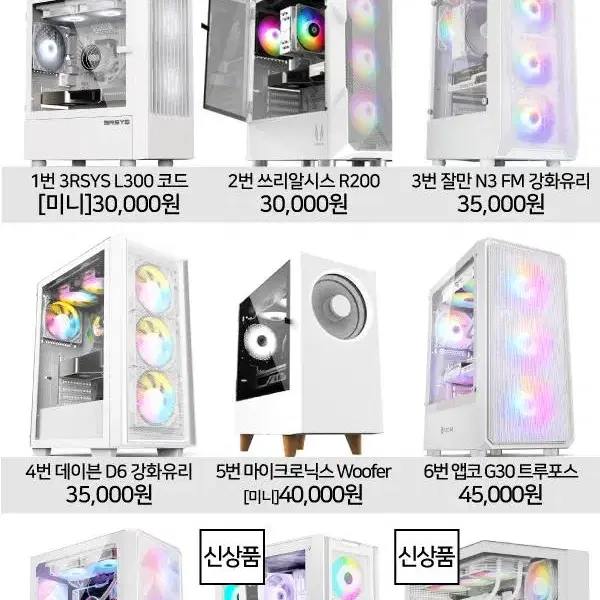 3RSYS
1번 3RSYS L300 코드
[미니]30,000원
2번 쓰리알시스 R200
30,000원
3번 잘만 N3 FM 강화유리
35,000원
4번 데이븐 D6 강화유리
35,000원
5번 마이크로닉스 Woofer
[미니]40,000원
6번 앱코 G30 트루포스
45,000원
신상품
신상품